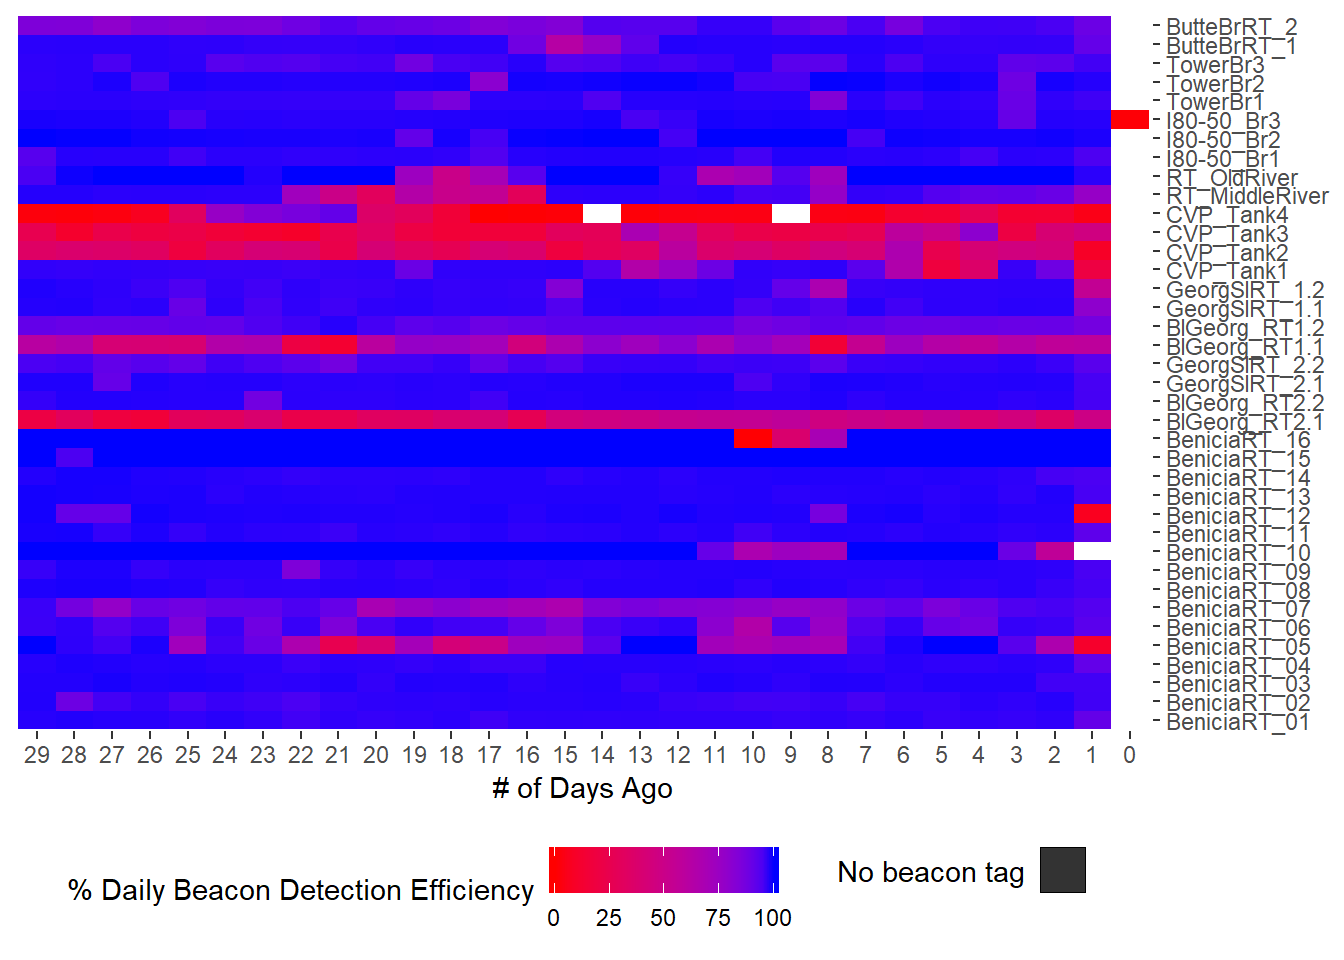 ButteBrRT_2
ButteBrRT_1
TowerBr3
TowerBr2
TowerBr1
I80-50_Br3
I80-50_Br2
I80-50_Br1
RT_OldRiver
RT_MiddleRiver
CVP_Tank4
CVP_Tank3
CVP_Tank2
CVP_Tank1
GeorgSlRT_1.2
GeorgSlRT_1.1
BlGeorg_RT1.2
BlGeorg_RT1.1
GeorgSlRT_2.2
GeorgSlRT_2.1
BlGeorg_RT2.2
BlGeorg_RT2.1
BeniciaRT_16
BeniciaRT_15
BeniciaRT_14
BeniciaRT_13
BeniciaRT_12
BeniciaRT_11
BeniciaRT_10
BeniciaRT_09
BeniciaRT_08
BeniciaRT_07
BeniciaRT_06
BeniciaRT_05
BeniciaRT_04
BeniciaRT_03
BeniciaRT_02
BeniciaRT_01
29 28 27 26 25 24 23 22 21 20 19 18 17 16 15 14 13 12 11 10 9 8 7 6 5 4 3 2 1 0
# of Days Ago
% Daily Beacon Detection Efficiency
0 25 50 75 100
No beacon tag